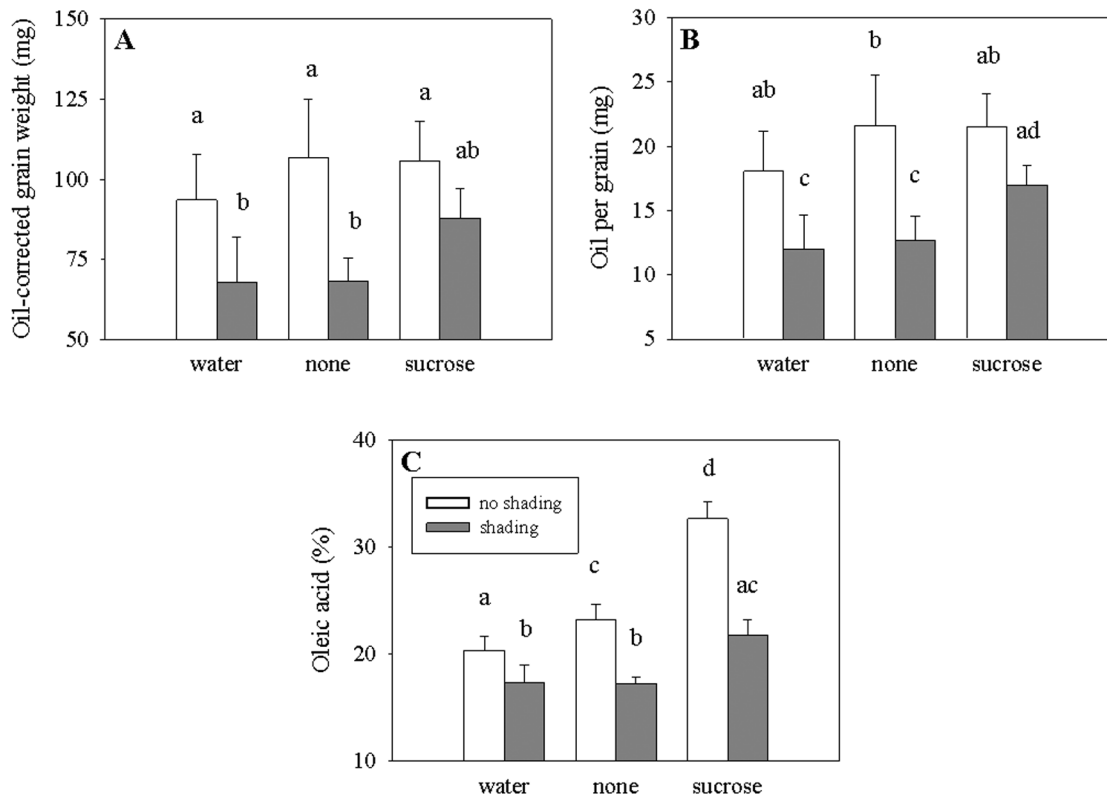 A
Oil-corrected grain weight (mg)
150
125
100
75
50
a
b
a
b
a
ab
water none sucrose
B
Oil per grain (mg)
30
25
20
15
10
5
ab
c
b
c
ab
ad
water none sucrose
C
Oleic acid (%)
40
30
20
10
no shading
shading
a
b
c
b
d
ac
water none sucrose